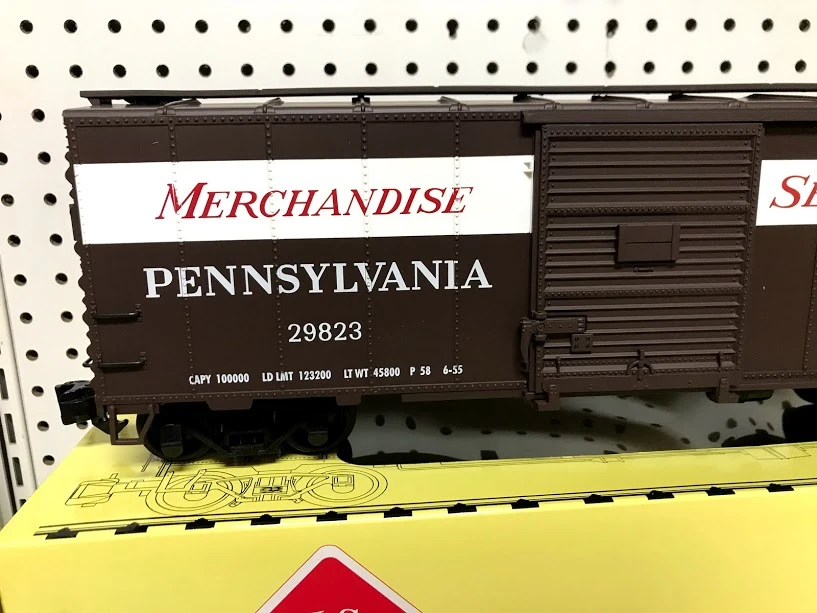 MERCHANDISE
PENNSYLVANIA
29823
CAPY 100000 LD LMT 123200 LT WT 45800 P 58 6-55